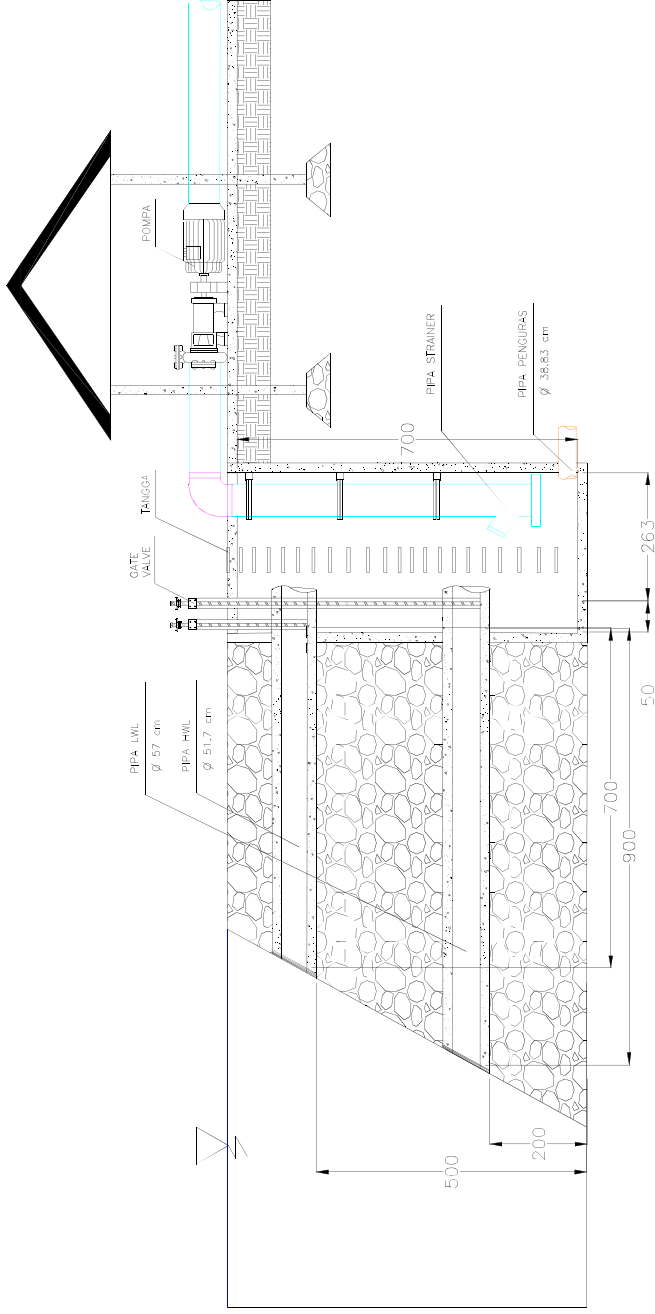 PIPA LWL
Ø 57 cm
PIPA HWL
Ø 51.7 cm
GATE
VALVE
TANGGA
POMPA
PIPA STRAINER
PIPA PENGURAS
Ø 38.83 cm
700
263
50
700
900
500
200